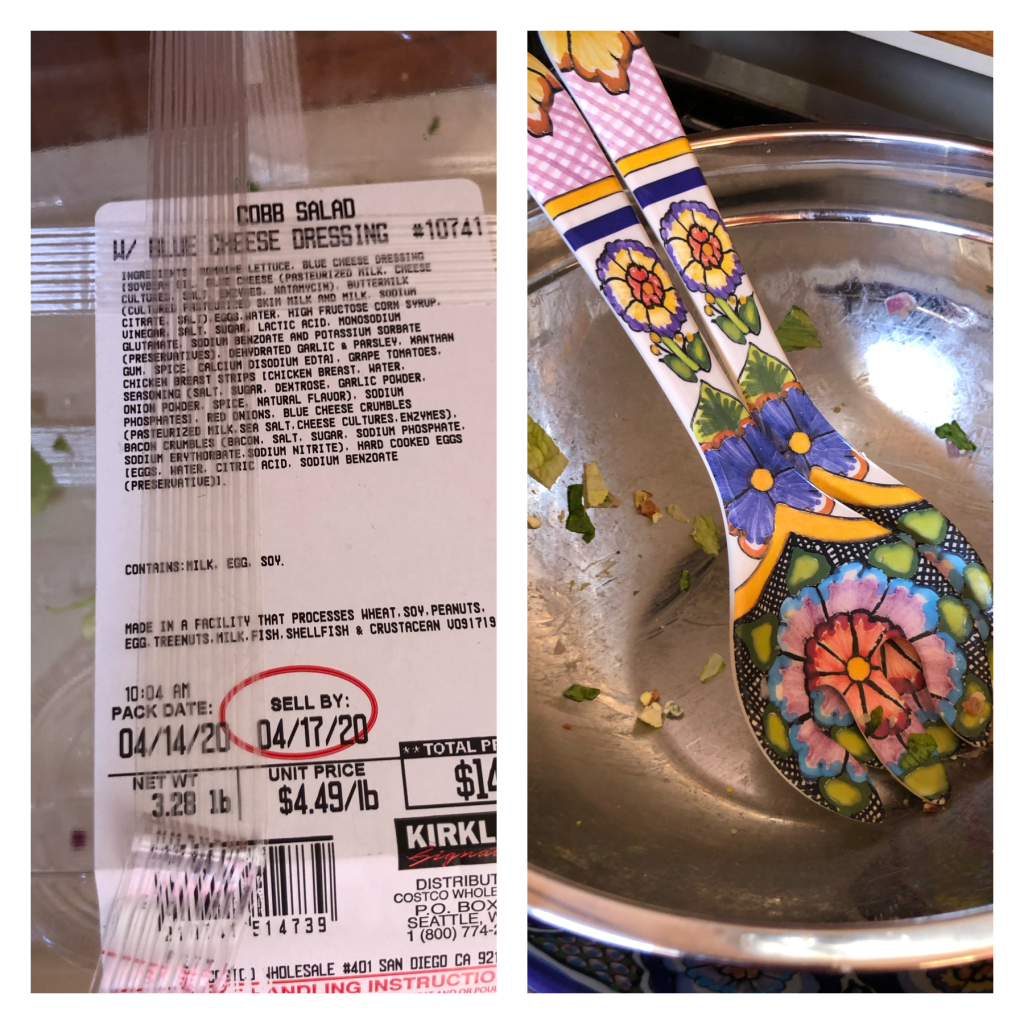 COBB SALAD
W/ BLUE CHEESE DRESSING #10741
INGREDIENTS: ROMAINE LETTUCE, BLUE CHEESE DRESSING
[SOYBEAN OIL, BLUE CHEESE (PASTEURIZED MILK, CHEESE
CULTURES, SALT, ENZYMES, NATAMYCIN), BUTTERMILK
(CULTURED PASTEURIZED SKIM MILK AND MILK, SODIUM
CITRATE, SALT), EGGS, WATER, HIGH FRUCTOSE CORN SYRUP,
VINEGAR, SALT, SUGAR, LACTIC ACID, MONOSODIUM
GLUTAMATE, SODIUM BENZOATE AND POTASSIUM SORBATE
(PRESERVATIVES), DEHYDRATED GARLIC & PARSLEY, XANTHAN
GUM, SPICE, CALCIUM DISODIUM EDTA], GRAPE TOMATOES,
CHICKEN BREAST STRIPS [CHICKEN BREAST, WATER,
SEASONING (SALT, SUGAR, DEXTROSE, GARLIC POWDER,
ONION POWDER, SPICE, NATURAL FLAVOR), SODIUM
PHOSPHATES], RED ONIONS, BLUE CHEESE CRUMBLES
(PASTEURIZED MILK, SEA SALT, CHEESE CULTURES, ENZYMES),
BACON CRUMBLES (BACON, SALT, SUGAR, SODIUM PHOSPHATE,
SODIUM ERYTHORBATE, SODIUM NITRITE), HARD COOKED EGGS
[EGGS, WATER, CITRIC ACID, SODIUM BENZOATE
(PRESERVATIVE)].
CONTAINS: MILK, EGG, SOY.
MADE IN A FACILITY THAT PROCESSES WHEAT, SOY, PEANUTS,
EGG, TREENUTS, MILK, FISH, SHELLFISH & CRUSTACEAN V091719
10:04 AM
PACK DATE: SELL BY:
04/14/20 04/17/20
**TOTAL PR
NET WT UNIT PRICE
3.28 lb $4.49/lb $14
KIRKL
Signa
DISTRIBUT
COSTCO WHOLE
P.O. BOX
SEATTLE, W
1 (800) 774-2
514739
WHOLESALE #401 SAN DIEGO CA 921
HANDLING INSTRUCTIO